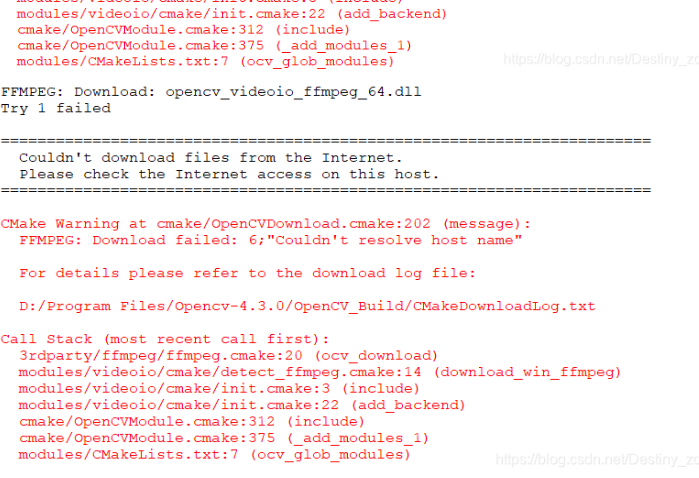 modules/videoio/cmake/init.cmake:3 (include)
modules/videoio/cmake/init.cmake:22 (add_backend)
cmake/OpenCVModule.cmake:312 (include)
cmake/OpenCVModule.cmake:375 (_add_modules_1)
modules/CMakeLists.txt:7 (ocv_glob_modules)
https://blog.csdn.net/Destiny_zc
FFMPEG: Download: opencv_videoio_ffmpeg_64.dll
Try 1 failed
=======================================================================
Couldn't download files from the Internet.
Please check the Internet access on this host.
=======================================================================
CMake Warning at cmake/OpenCVDownload.cmake:202 (message):
FFMPEG: Download failed: 6;"Couldn't resolve host name"
For details please refer to the download log file:
D:/Program Files/Opencv-4.3.0/OpenCV_Build/CMakeDownloadLog.txt
Call Stack (most recent call first):
3rdparty/ffmpeg/ffmpeg.cmake:20 (ocv_download)
modules/videoio/cmake/detect_ffmpeg.cmake:14 (download_win_ffmpeg)
modules/videoio/cmake/init.cmake:3 (include)
modules/videoio/cmake/init.cmake:22 (add_backend)
cmake/OpenCVModule.cmake:312 (include)
cmake/OpenCVModule.cmake:375 (_add_modules_1)
modules/CMakeLists.txt:7 (ocv_glob_modules)
https://blog.csdn.net/Destiny_zc